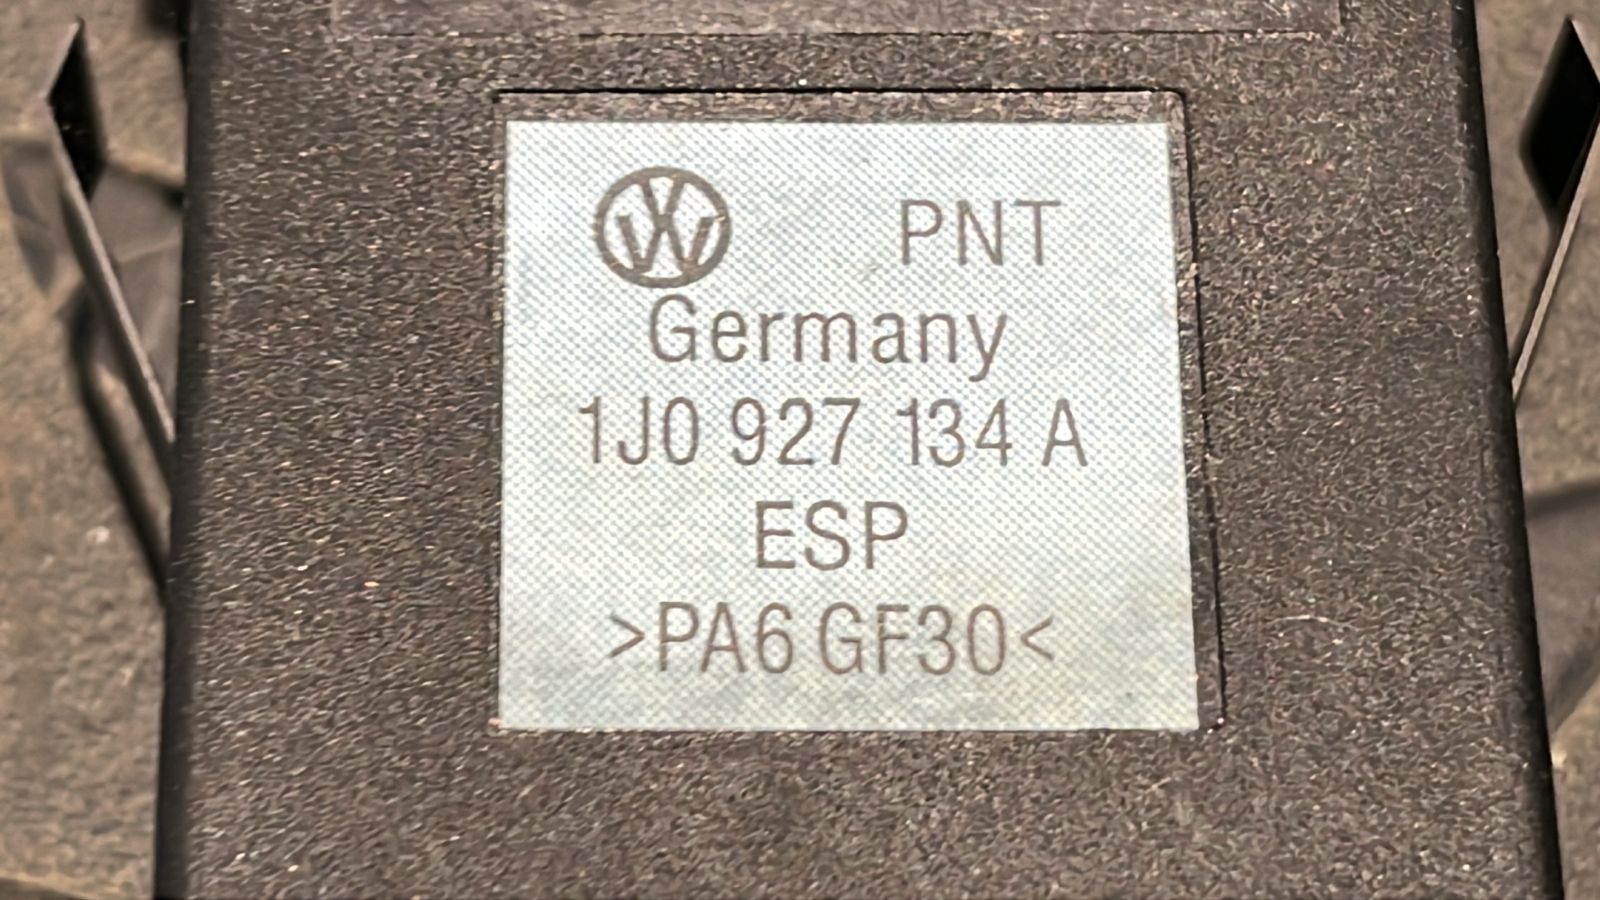 PNT
Germany
1J0 927 134 A
ESP
>PA6 GF30<